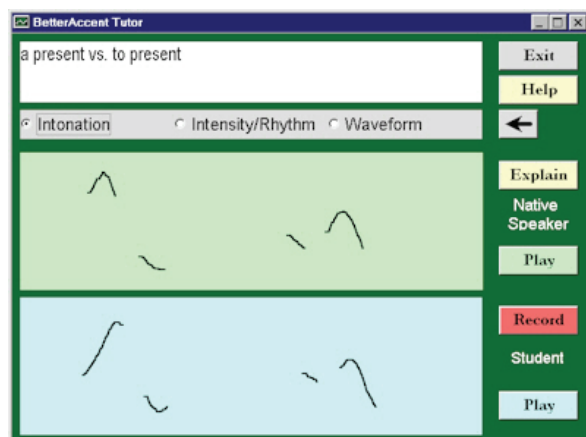 BetterAccent Tutor
a present vs. to present
Exit
Help
Intonation
Intensity/Rhythm
Waveform
Explain
Native
Speaker
Play
Record
Student
Play